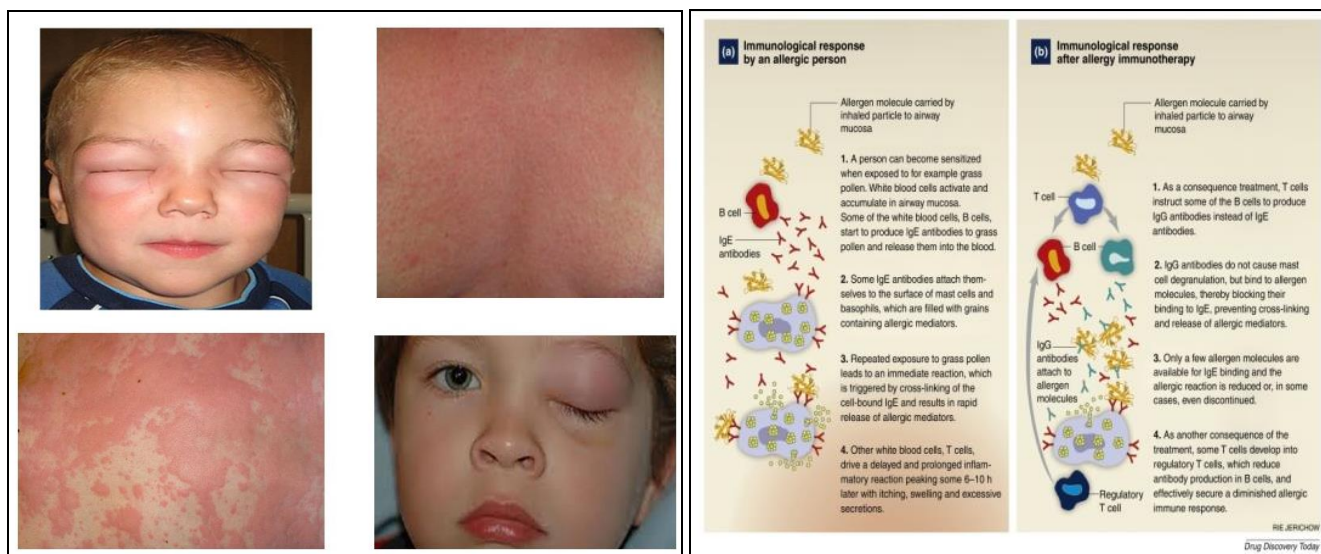 (a) Immunological response
by an allergic person
Allergen molecule carried by
inhaled particle to airway
mucosa
1. A person can become sensitized
when exposed to for example grass
pollen. White blood cells activate and
accumulate in airway mucosa.
Some of the white blood cells, B cells,
start to produce IgE antibodies to grass
pollen and release them into the blood.
B cell
IgE
antibodies
2. Some IgE antibodies attach them-
selves to the surface of mast cells and
basophils, which are filled with grains
containing allergic mediators.
3. Repeated exposure to grass pollen
leads to an immediate reaction, which
is triggered by cross-linking of the
cell-bound IgE and results in rapid
release of allergic mediators.
4. Other white blood cells, T cells,
drive a delayed and prolonged inflam-
matory reaction peaking some 6–10 h
later with itching, swelling and excessive
secretions.
(b) Immunological response
after allergy immunotherapy
Allergen molecule carried by
inhaled particle to airway
mucosa
T cell
1. As a consequence treatment, T cells
instruct some of the B cells to produce
IgG antibodies instead of IgE
antibodies.
B cell
2. IgG antibodies do not cause mast
cell degranulation, but bind to allergen
molecules, thereby blocking their
binding to IgE, preventing cross-linking
and release of allergic mediators.
IgG
antibodies
attach to
allergen
molecules
3. Only a few allergen molecules are
available for IgE binding and the
allergic reaction is reduced or, in some
cases, even discontinued.
4. As another consequence of the
treatment, some T cells develop into
regulatory T cells, which reduce
antibody production in B cells, and
effectively secure a diminished allergic
immune response.
Regulatory
T cell
RIE JERICHOW
Drug Discovery Today